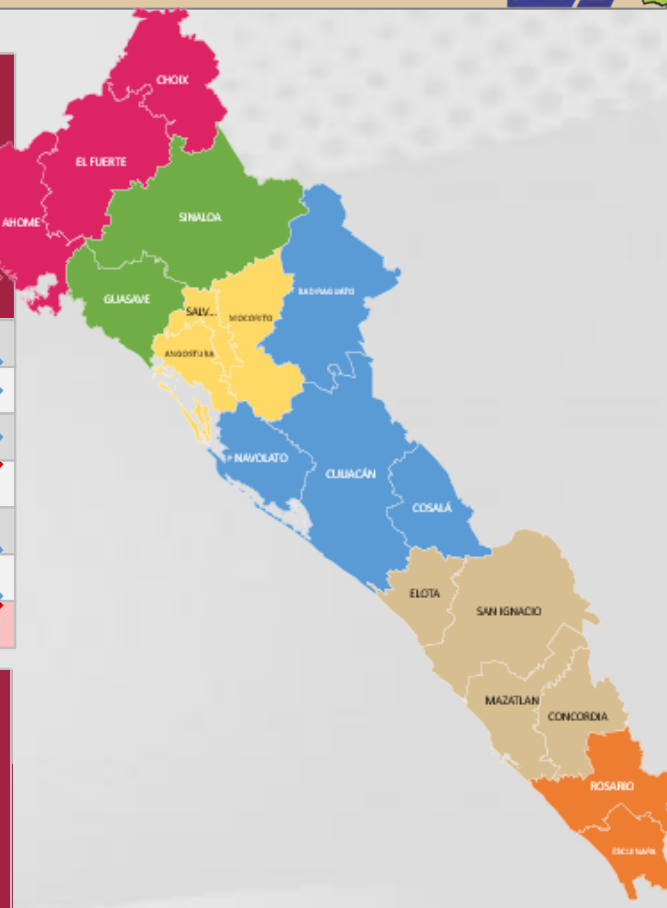 CHOIX
EL FUERTE
AHOME
SINALOA
BADIRAGUATO
GUASAVE
SALV...
MOCORITO
ANGOSTURA
NAVOLATO
CULIACÁN
COSALÁ
ELOTA
SAN IGNACIO
MAZATLAN
CONCORDIA
ROSARIO
ESCUINAPA